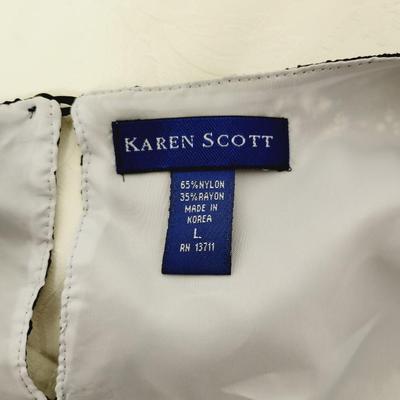 KAREN SCOTT
65% NYLON
35% RAYON
MADE IN
KOREA
L
RN 13711